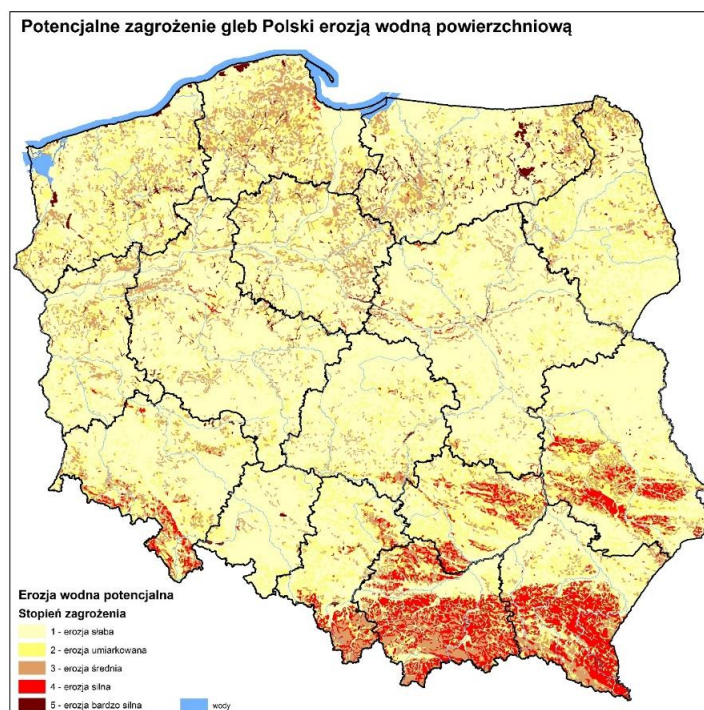 Potencjalne zagrożenie gleb Polski erozją wodną powierzchniową
Erozja wodna potencjalna
Stopień zagrożenia
1 - erozja słaba
2 - erozja umiarkowana
3 - erozja średnia
4 - erozja silna
5 - erozja bardzo silna
wody